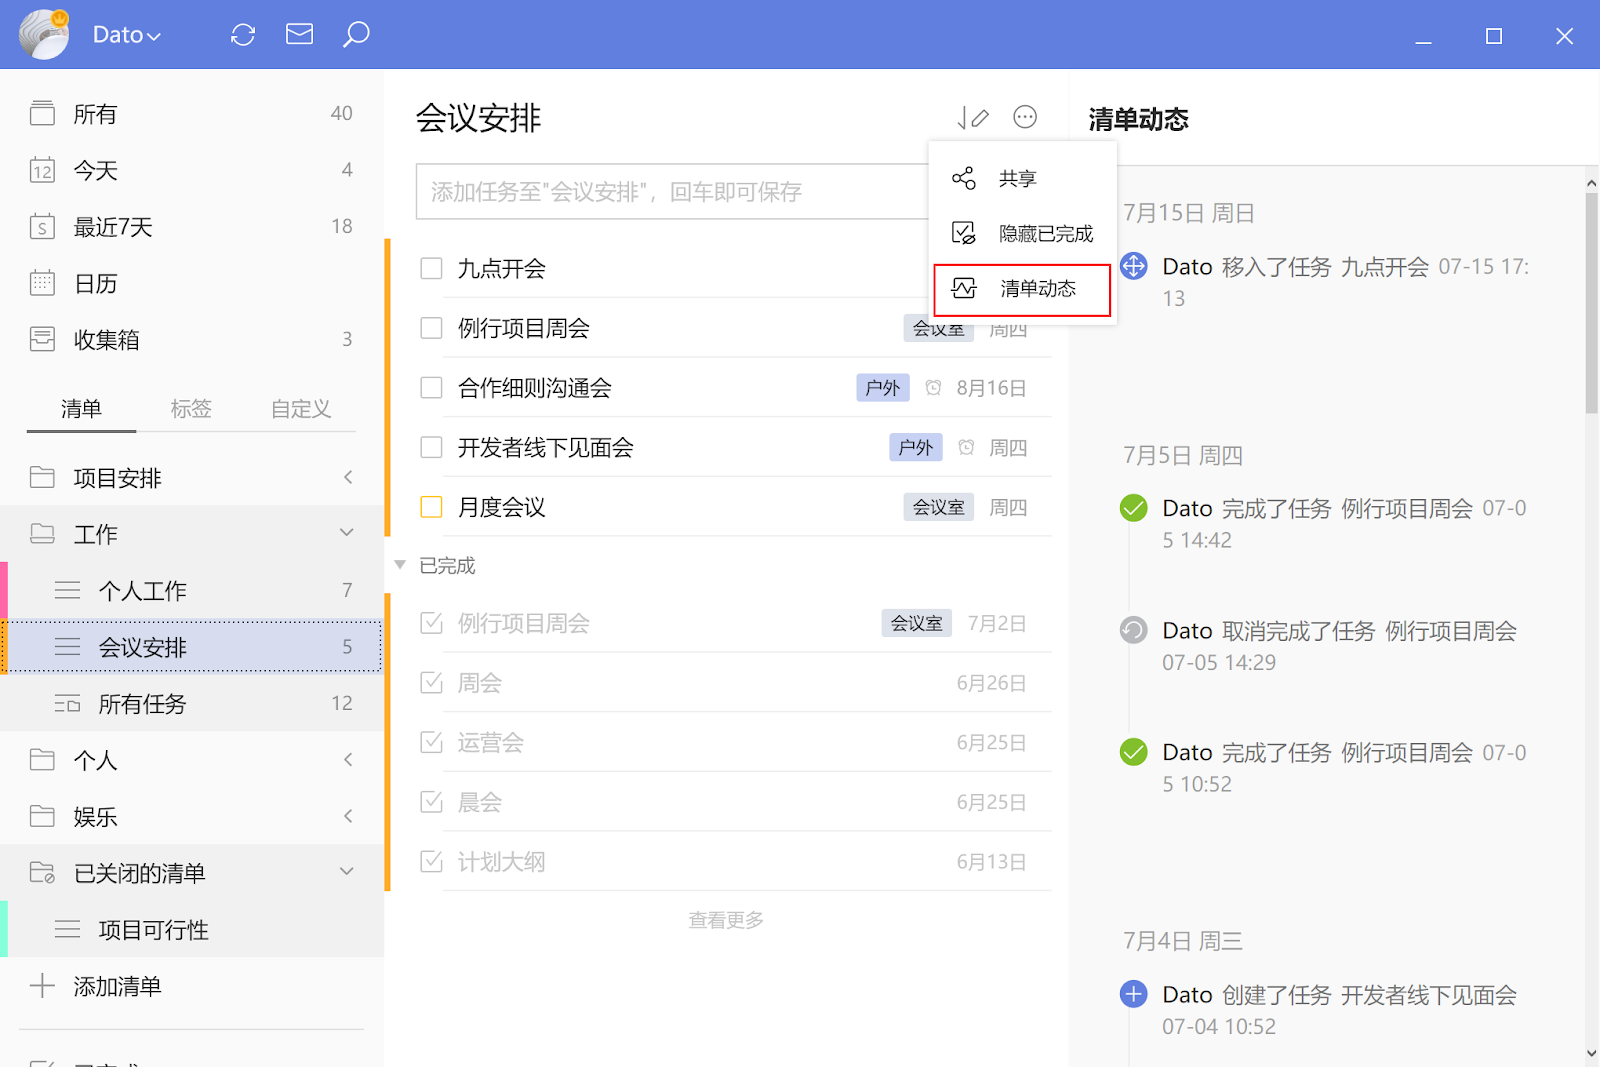 Dato
所有 40
12 今天 4
S 最近7天 18
日历
收集箱 3
清单 标签 自定义
项目安排
工作
个人工作 7
会议安排 5
所有任务 12
个人
娱乐
已关闭的清单
项目可行性
添加清单
会议安排
添加任务至"会议安排"，回车即可保存
九点开会
例行项目周会 会议室 周四
合作细则沟通会 户外 8月16日
开发者线下见面会 户外 周四
月度会议 会议室 周四
已完成
例行项目周会 会议室 7月2日
周会 6月26日
运营会 6月25日
晨会 6月25日
计划大纲 6月13日
查看更多
共享
隐藏已完成
清单动态
清单动态
7月15日 周日
Dato 移入了任务 九点开会 07-15 17:
13
7月5日 周四
Dato 完成了任务 例行项目周会 07-0
5 14:42
Dato 取消完成了任务 例行项目周会
07-05 14:29
Dato 完成了任务 例行项目周会 07-0
5 10:52
7月4日 周三
Dato 创建了任务 开发者线下见面会
07-04 10:52